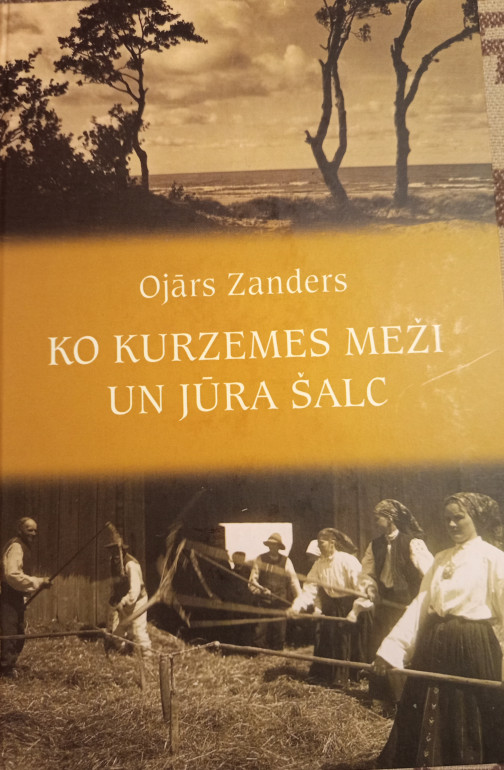 Ojārs Zanders
KO KURZEMES MEŽI
UN JŪRA ŠALC